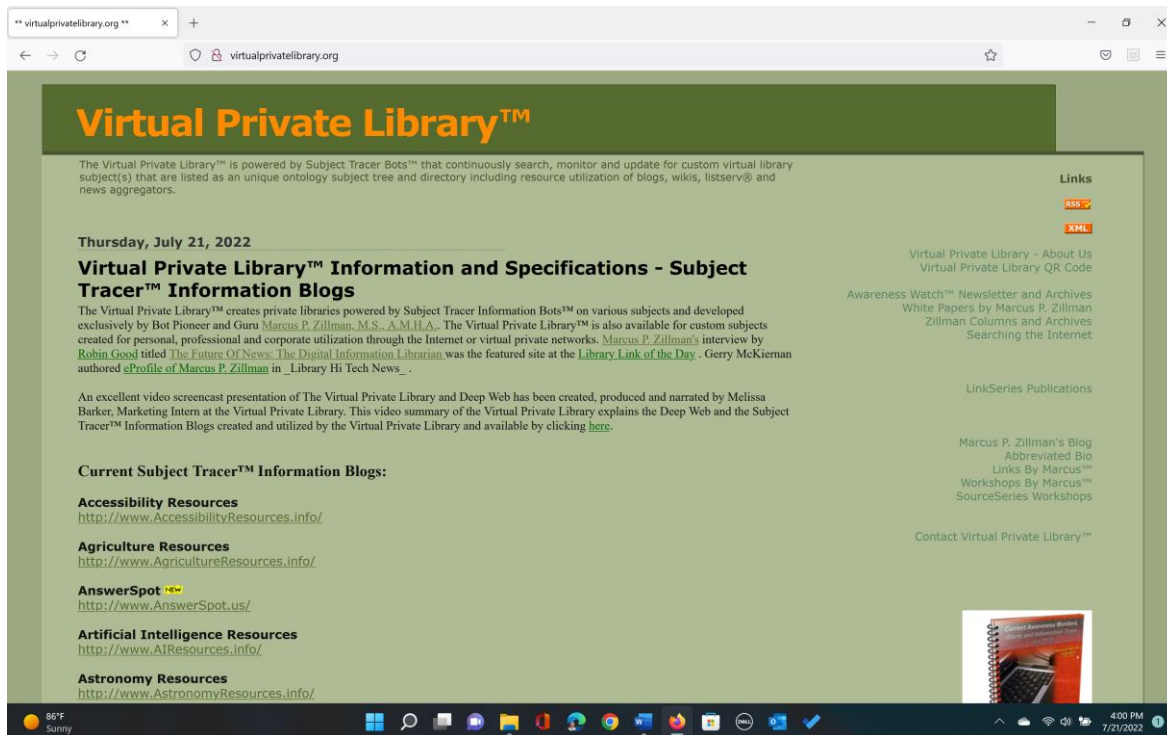 ** virtualprivatelibrary.org **
virtualprivatelibrary.org
Virtual Private Library™
The Virtual Private Library™ is powered by Subject Tracer Bots™ that continuously search, monitor and update for custom virtual library
subject(s) that are listed as an unique ontology subject tree and directory including resource utilization of blogs, wikis, listserv® and
news aggregators.
Thursday, July 21, 2022
Virtual Private Library™ Information and Specifications - Subject
Tracer™ Information Blogs
The Virtual Private Library™ creates private libraries powered by Subject Tracer Information Bots™ on various subjects and developed
exclusively by Bot Pioneer and Guru Marcus P. Zillman, M.S., A.M.H.A.. The Virtual Private Library™ is also available for custom subjects
created for personal, professional and corporate utilization through the Internet or virtual private networks. Marcus P. Zillman's interview by
Robin Good titled The Future Of News: The Digital Information Librarian was the featured site at the Library Link of the Day . Gerry McKiernan
authored eProfile of Marcus P. Zillman in _Library Hi Tech News_ .
An excellent video screencast presentation of The Virtual Private Library and Deep Web has been created, produced and narrated by Melissa
Barker, Marketing Intern at the Virtual Private Library. This video summary of the Virtual Private Library explains the Deep Web and the Subject
Tracer™ Information Blogs created and utilized by the Virtual Private Library and available by clicking here.
Current Subject Tracer™ Information Blogs:
Accessibility Resources
http://www.AccessibilityResources.info/
Agriculture Resources
http://www.AgricultureResources.info/
AnswerSpot NEW
http://www.AnswerSpot.us/
Artificial Intelligence Resources
http://www.AIResources.info/
Astronomy Resources
http://www.AstronomyResources.info/
Links
RSS
XML
Virtual Private Library - About Us
Virtual Private Library QR Code
Awareness Watch™ Newsletter and Archives
White Papers by Marcus P. Zillman
Zillman Columns and Archives
Searching the Internet
LinkSeries Publications
Marcus P. Zillman's Blog
Abbreviated Bio
Links By Marcus™
Workshops By Marcus™
SourceSeries Workshops
Contact Virtual Private Library™
86°F
Sunny
DELL
4:00 PM
7/21/2022
1